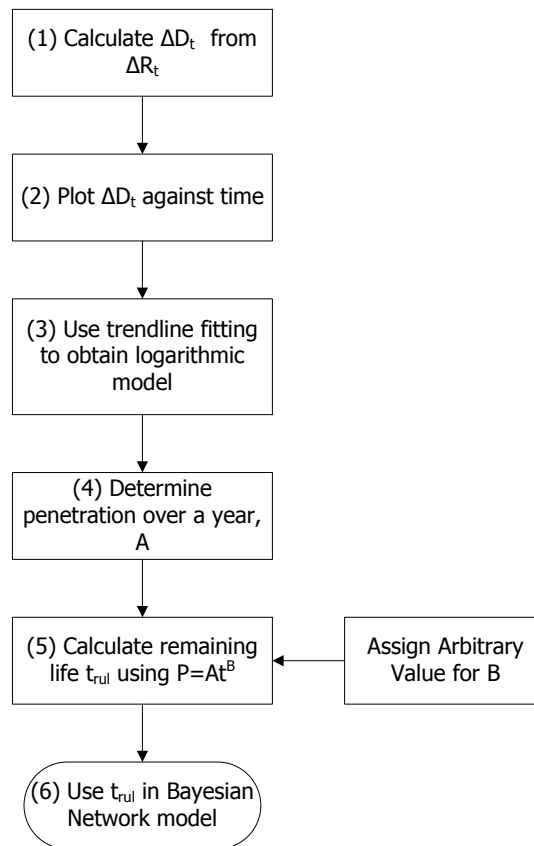 (1) Calculate ΔDₜ from
ΔRₜ
(2) Plot ΔDₜ against time
(3) Use trendline fitting
to obtain logarithmic
model
(4) Determine
penetration over a year,
A
(5) Calculate remaining
life t_rul using P=At^B
Assign Arbitrary
Value for B
(6) Use t_rul in Bayesian
Network model